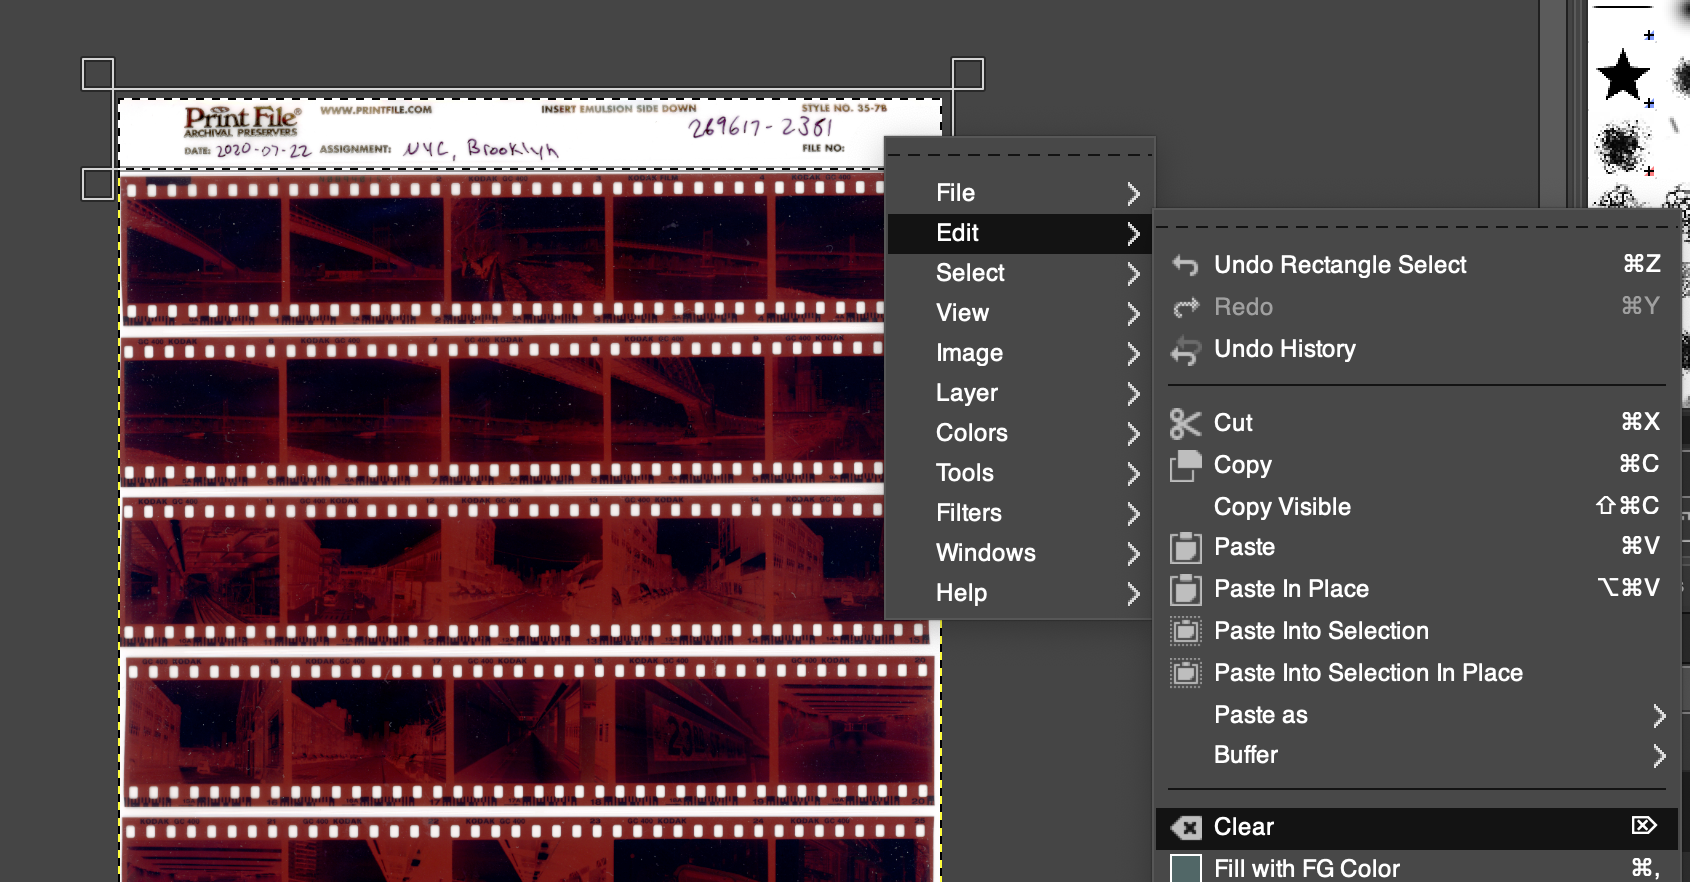 Print File®
ARCHIVAL PRESERVERS
WWW.PRINTFILE.COM
INSERT EMULSION SIDE DOWN
STYLE NO. 35-7B
269617-2381
DATE: 2020-07-22 ASSIGNMENT: NYC, Brooklyn
FILE NO:
File
Edit
Select
View
Image
Layer
Colors
Tools
Filters
Windows
Help
Undo Rectangle Select ⌘Z
Redo ⌘Y
Undo History
Cut ⌘X
Copy ⌘C
Copy Visible ⇧⌘C
Paste ⌘V
Paste In Place ⌥⌘V
Paste Into Selection
Paste Into Selection In Place
Paste as
Buffer
Clear ⌦
Fill with FG Color ⌘,